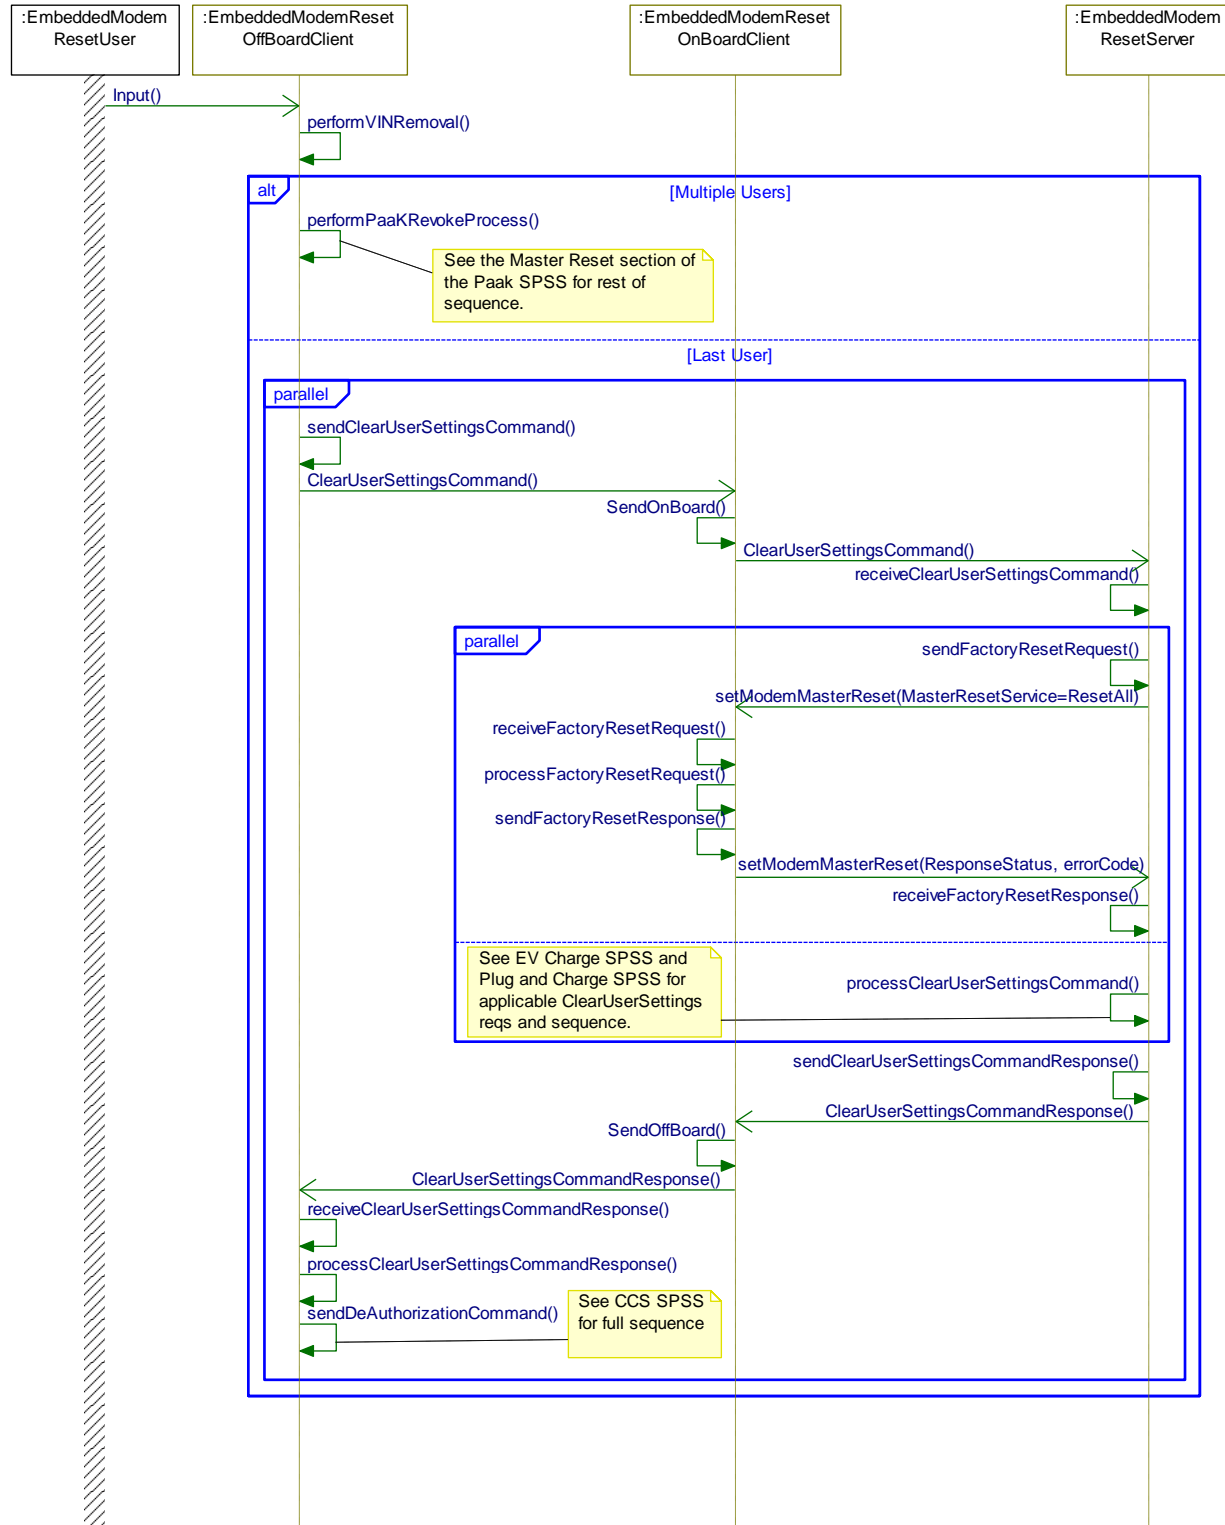 :EmbeddedModem
ResetUser
:EmbeddedModemReset
OffBoardClient
:EmbeddedModemReset
OnBoardClient
:EmbeddedModem
ResetServer
Input()
performVINRemoval()
alt
[Multiple Users]
performPaaKRevokeProcess()
See the Master Reset section of
the Paak SPSS for rest of
sequence.
[Last User]
parallel
sendClearUserSettingsCommand()
ClearUserSettingsCommand()
SendOnBoard()
ClearUserSettingsCommand()
receiveClearUserSettingsCommand()
parallel
sendFactoryResetRequest()
setModemMasterReset(MasterResetService=ResetAll)
receiveFactoryResetRequest()
processFactoryResetRequest()
sendFactoryResetResponse()
setModemMasterReset(ResponseStatus, errorCode)
receiveFactoryResetResponse()
See EV Charge SPSS and
Plug and Charge SPSS for
applicable ClearUserSettings
reqs and sequence.
processClearUserSettingsCommand()
sendClearUserSettingsCommandResponse()
ClearUserSettingsCommandResponse()
SendOffBoard()
ClearUserSettingsCommandResponse()
receiveClearUserSettingsCommandResponse()
processClearUserSettingsCommandResponse()
sendDeAuthorizationCommand()
See CCS SPSS
for full sequence